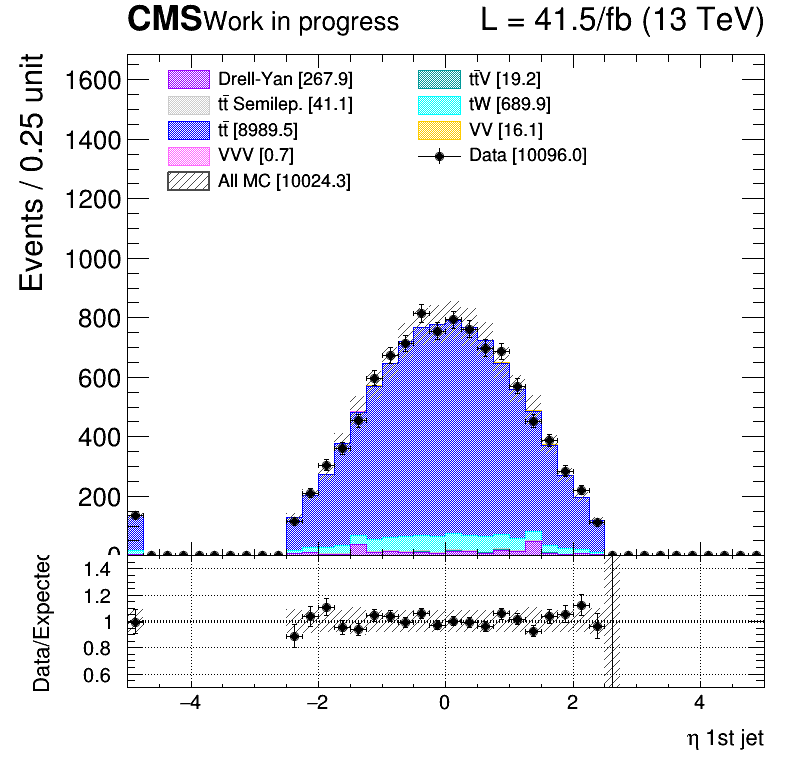 CMS Work in progress L = 41.5/fb (13 TeV)
Events / 0.25 unit
Drell-Yan [267.9]
tt̄ Semilep. [41.1]
tt̄ [8989.5]
VVV [0.7]
All MC [10024.3]
tt̄V [19.2]
tW [689.9]
VV [16.1]
Data [10096.0]
1600
1400
1200
1000
800
600
400
200
0
Data/Expected
1.4
1.2
1
0.8
0.6
−4 −2 0 2 4
η 1st jet